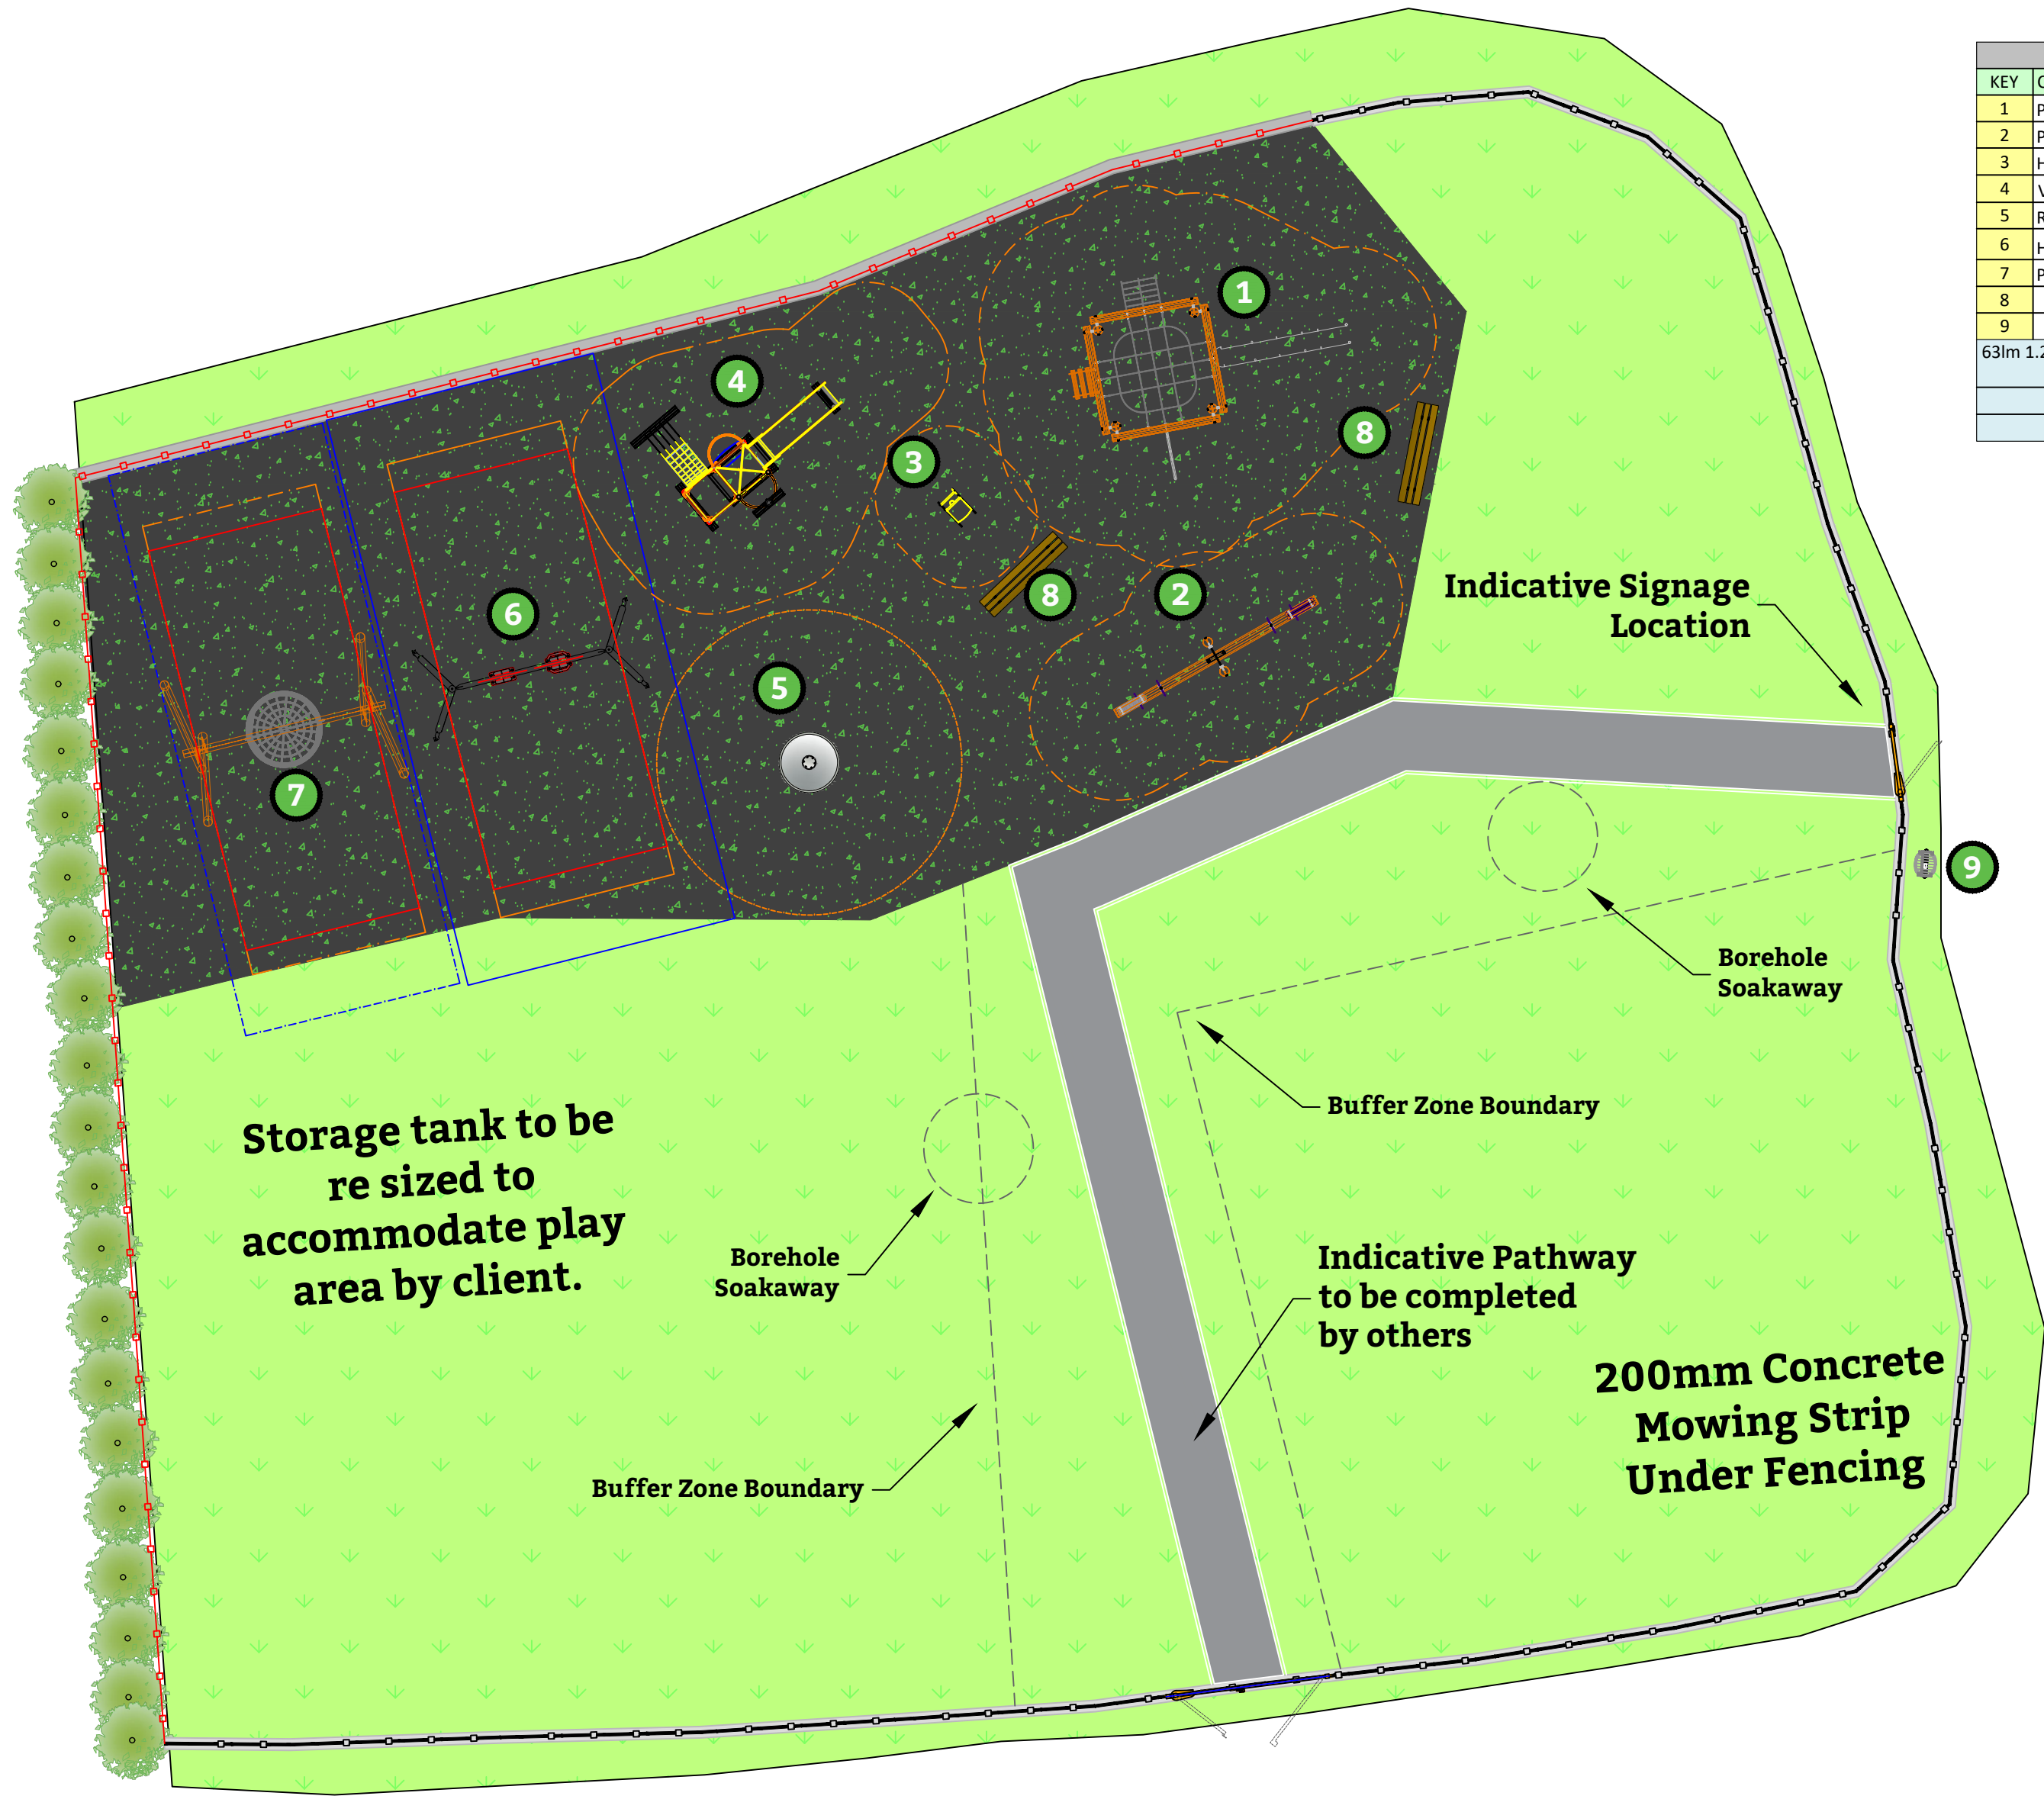 KEY
1
2
3
4
5
6
7
8
9
63lm
1
4
3
8
8
2
6
5
7
9
Indicative Signage
Location
Borehole
Soakaway
Buffer Zone Boundary
Storage tank to be
re sized to
accommodate play
area by client.
Borehole
Soakaway
Indicative Pathway
to be completed
by others
200mm Concrete
Mowing Strip
Under Fencing
Buffer Zone Boundary